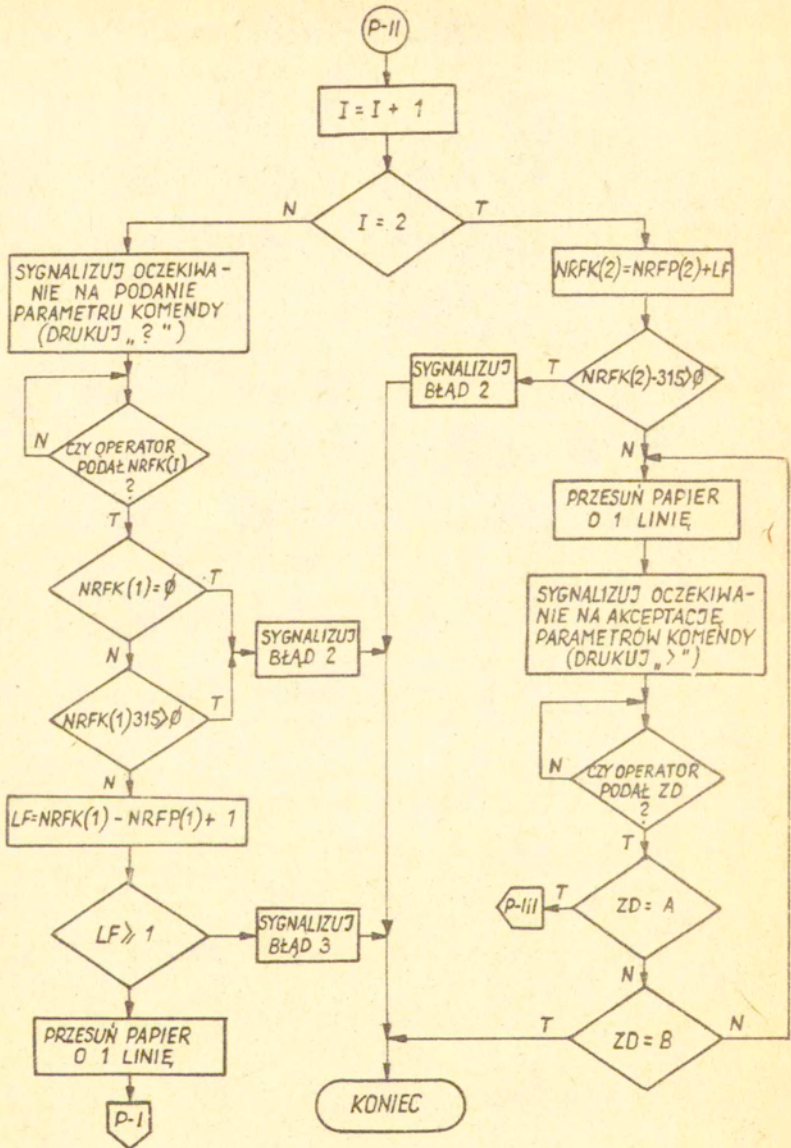 P-II
I = I + 1
I = 2
N
T
SYGNALIZUJ OCZEKIWA-
NIE NA PODANIE
PARAMETRU KOMENDY
(DRUKUJ „?")
N
CZY OPERATOR
PODAŁ NRFK(I)
?
T
NRFK(1)=Ø
T
N
NRFK(1)315>Ø
T
N
SYGNALIZUJ
BŁĄD 2
LF=NRFK(1) - NRFP(1)+ 1
LF⩾ 1
SYGNALIZUJ
BŁĄD 3
PRZESUŃ PAPIER
O 1 LINIĘ
P-I
NRFK(2)=NRFP(2)+LF
NRFK(2)-315>Ø
T
SYGNALIZUJ
BŁĄD 2
N
PRZESUŃ PAPIER
O 1 LINIĘ
SYGNALIZUJ OCZEKIWA-
NIE NA AKCEPTACJĘ
PARAMETRÓW KOMENDY
(DRUKUJ „>")
N
CZY OPERATOR
PODAŁ ZD
?
T
ZD = A
T
P-III
N
ZD = B
T
N
KONIEC